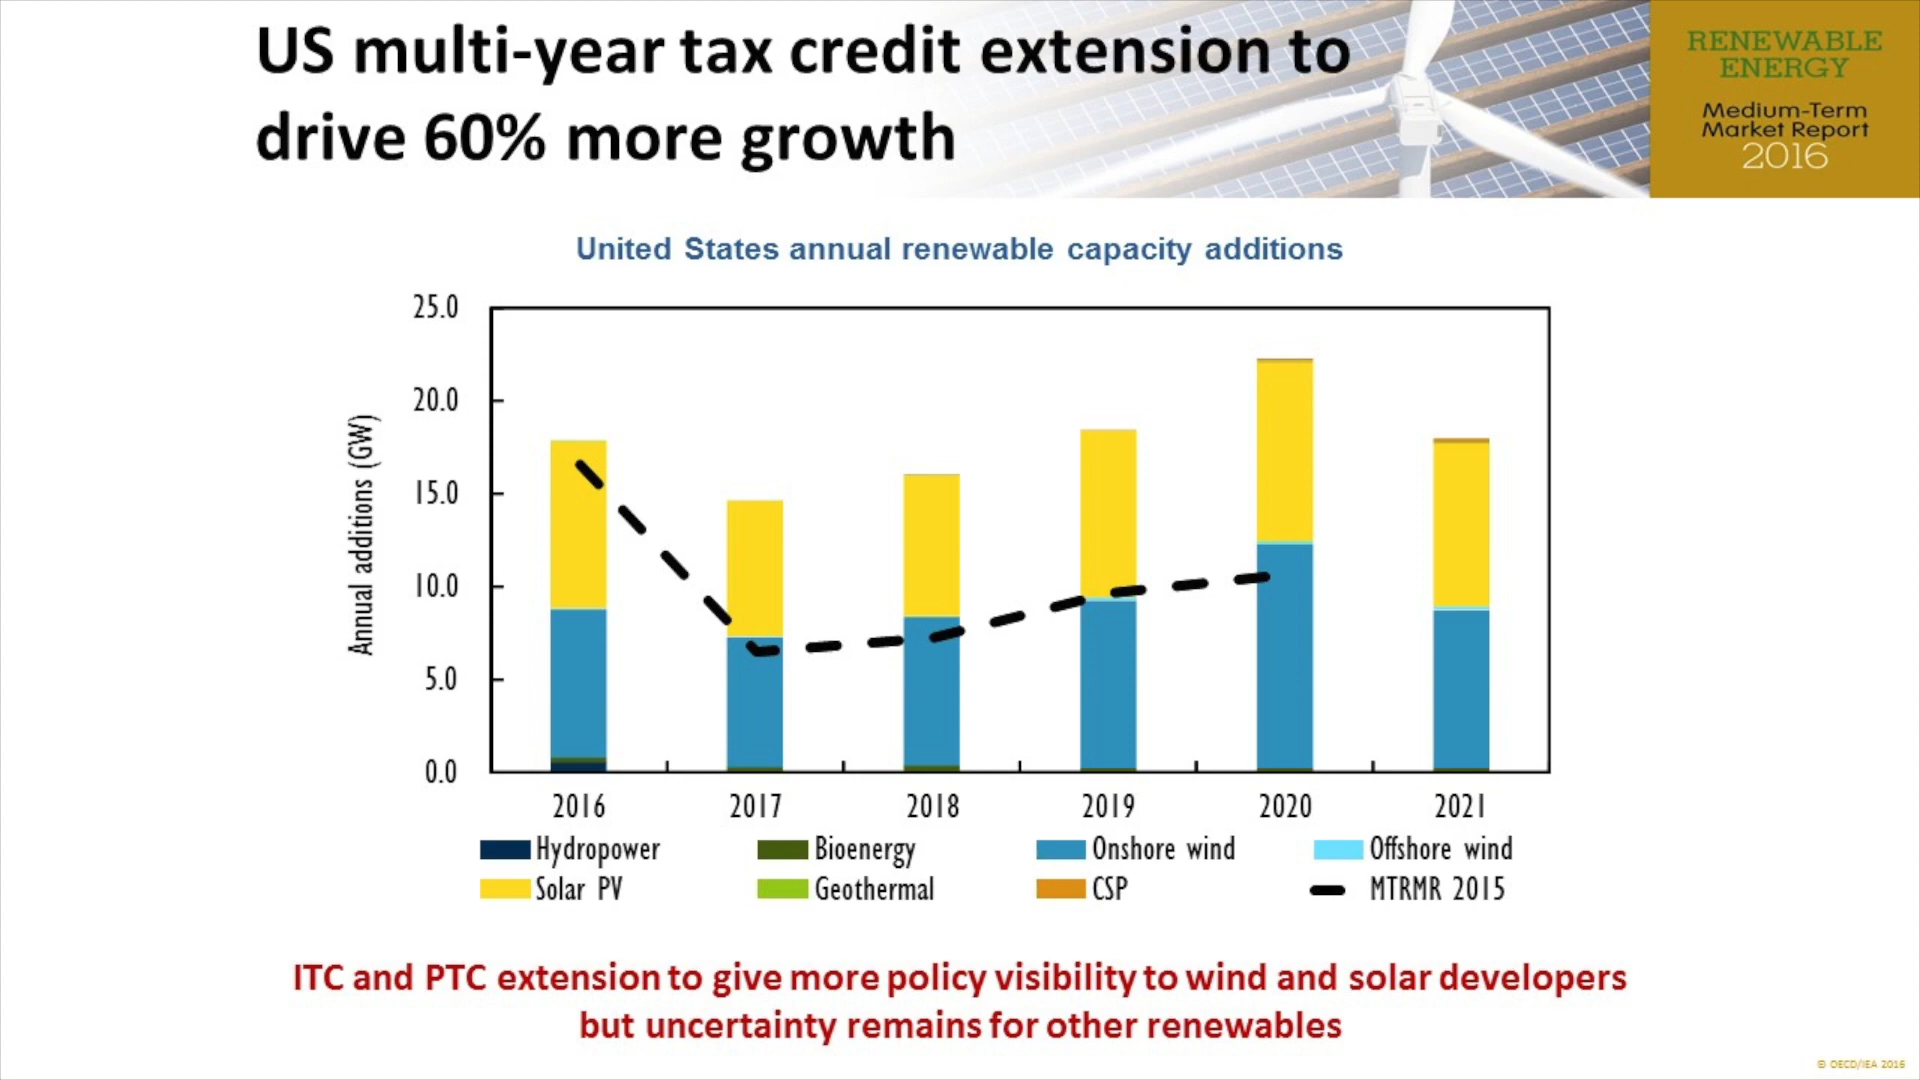 US multi-year tax credit extension to
drive 60% more growth
RENEWABLE
ENERGY
Medium-Term
Market Report
2016
United States annual renewable capacity additions
Annual additions (GW)
25.0
20.0
15.0
10.0
5.0
0.0
2016 2017 2018 2019 2020 2021
Hydropower Bioenergy Onshore wind Offshore wind
Solar PV Geothermal CSP MTRMR 2015
ITC and PTC extension to give more policy visibility to wind and solar developers
but uncertainty remains for other renewables
© OECD/IEA 2016